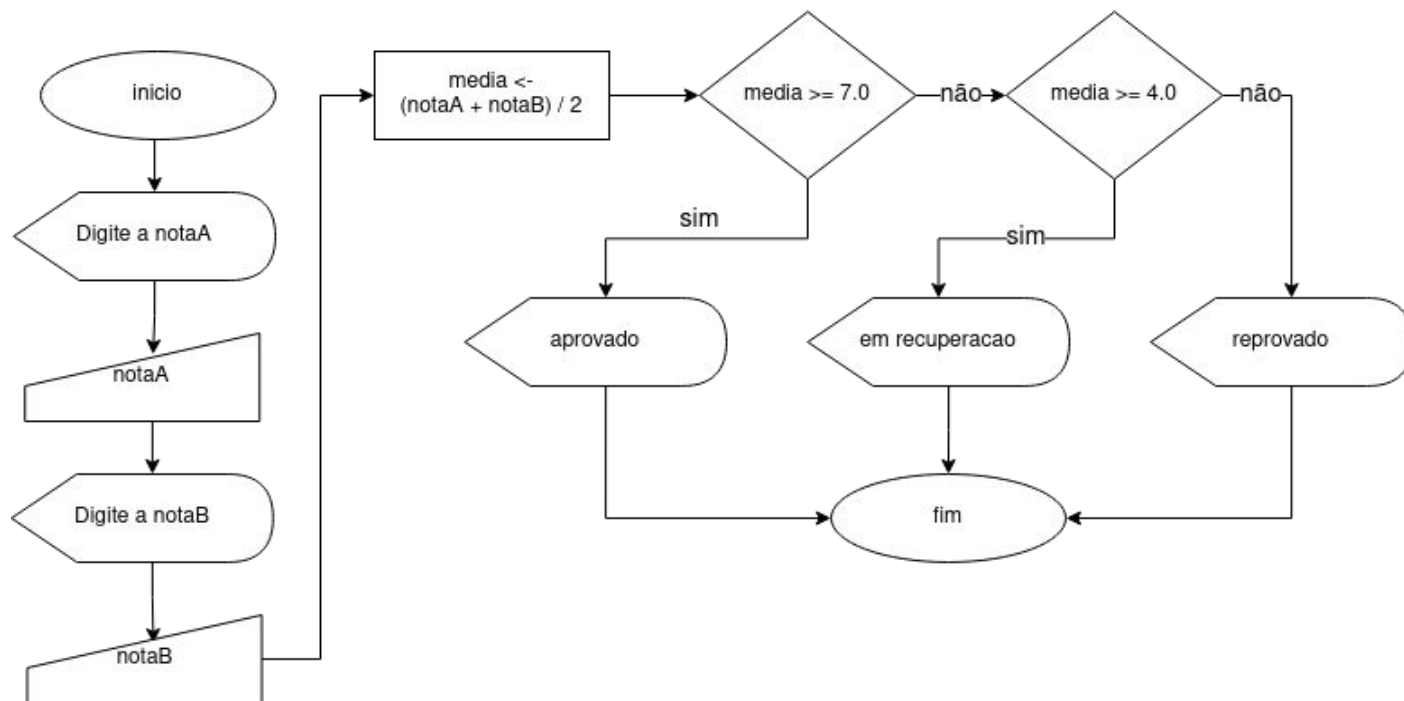 inicio
Digite a notaA
notaA
Digite a notaB
notaB
media <-
(notaA + notaB) / 2
media >= 7.0
não
media >= 4.0
não
sim
sim
aprovado
em recuperacao
reprovado
fim